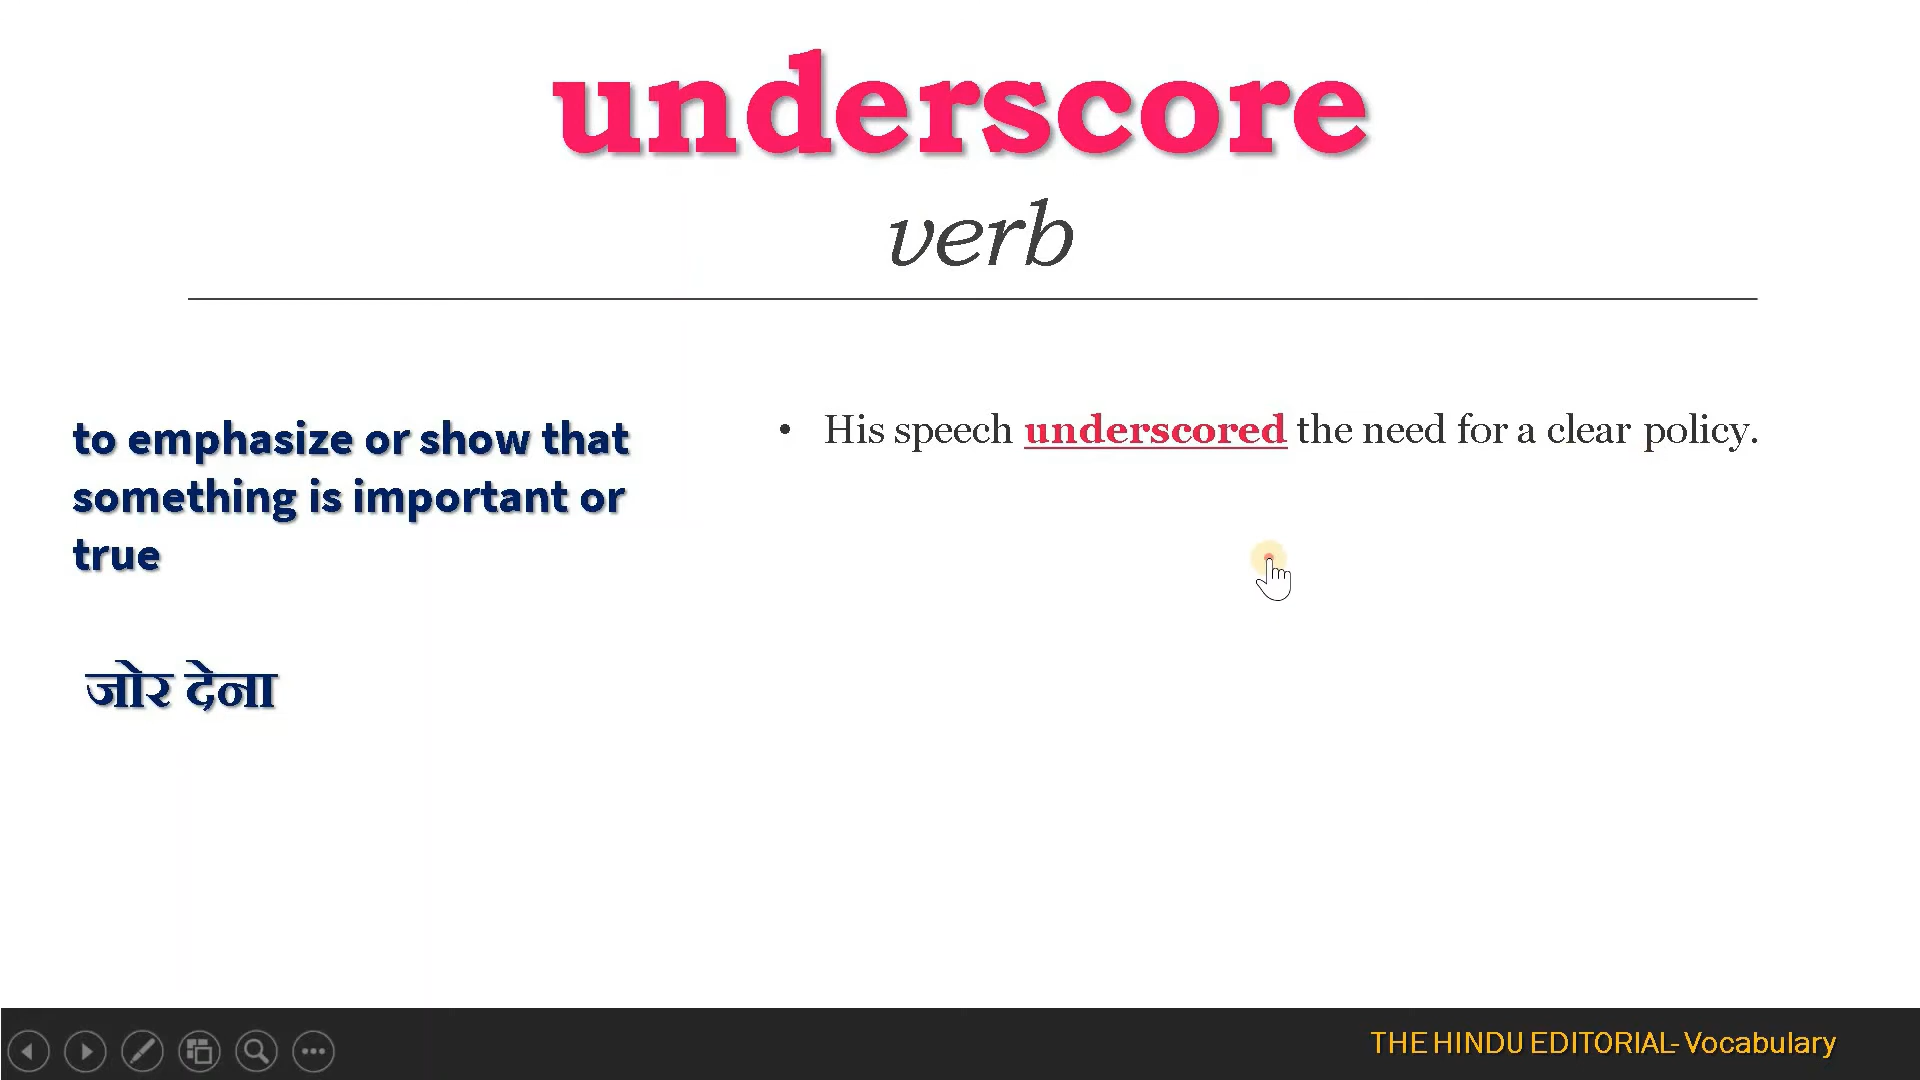 underscore
verb
to emphasize or show that
something is important or
true
जोर देना
• His speech underscored the need for a clear policy.
THE HINDU EDITORIAL- Vocabulary